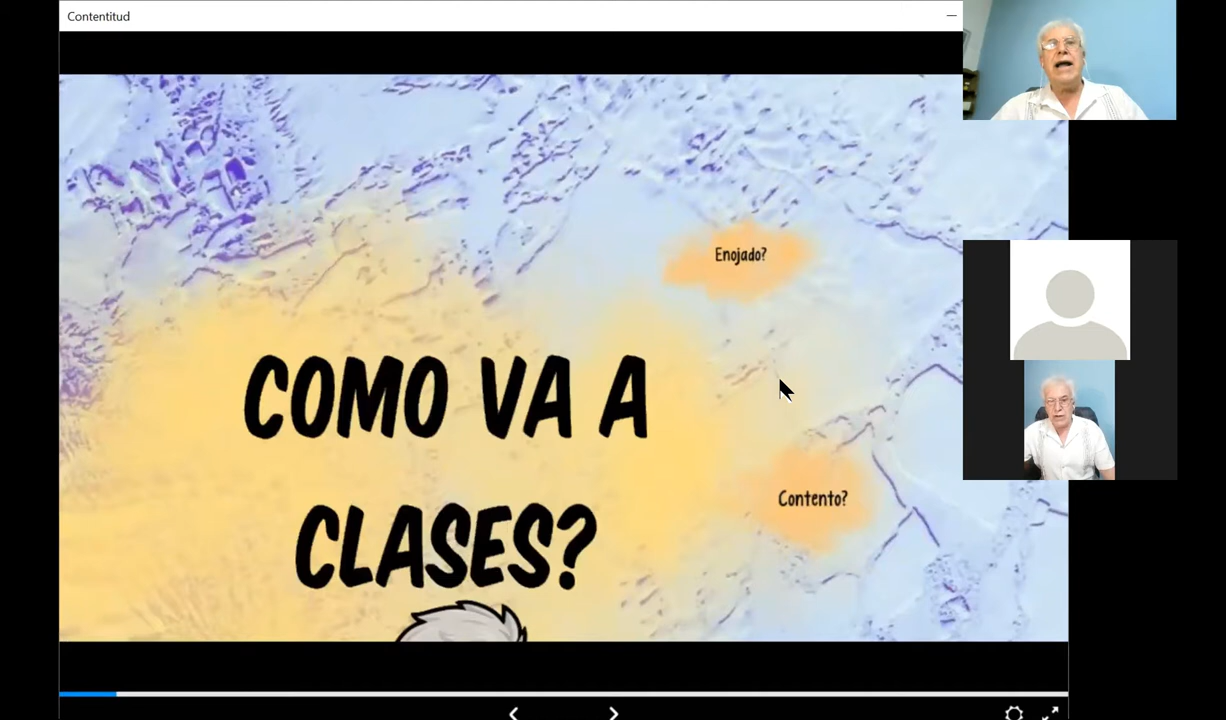 Contentitud
Enojado?
COMO VA A
CLASES?
Contento?